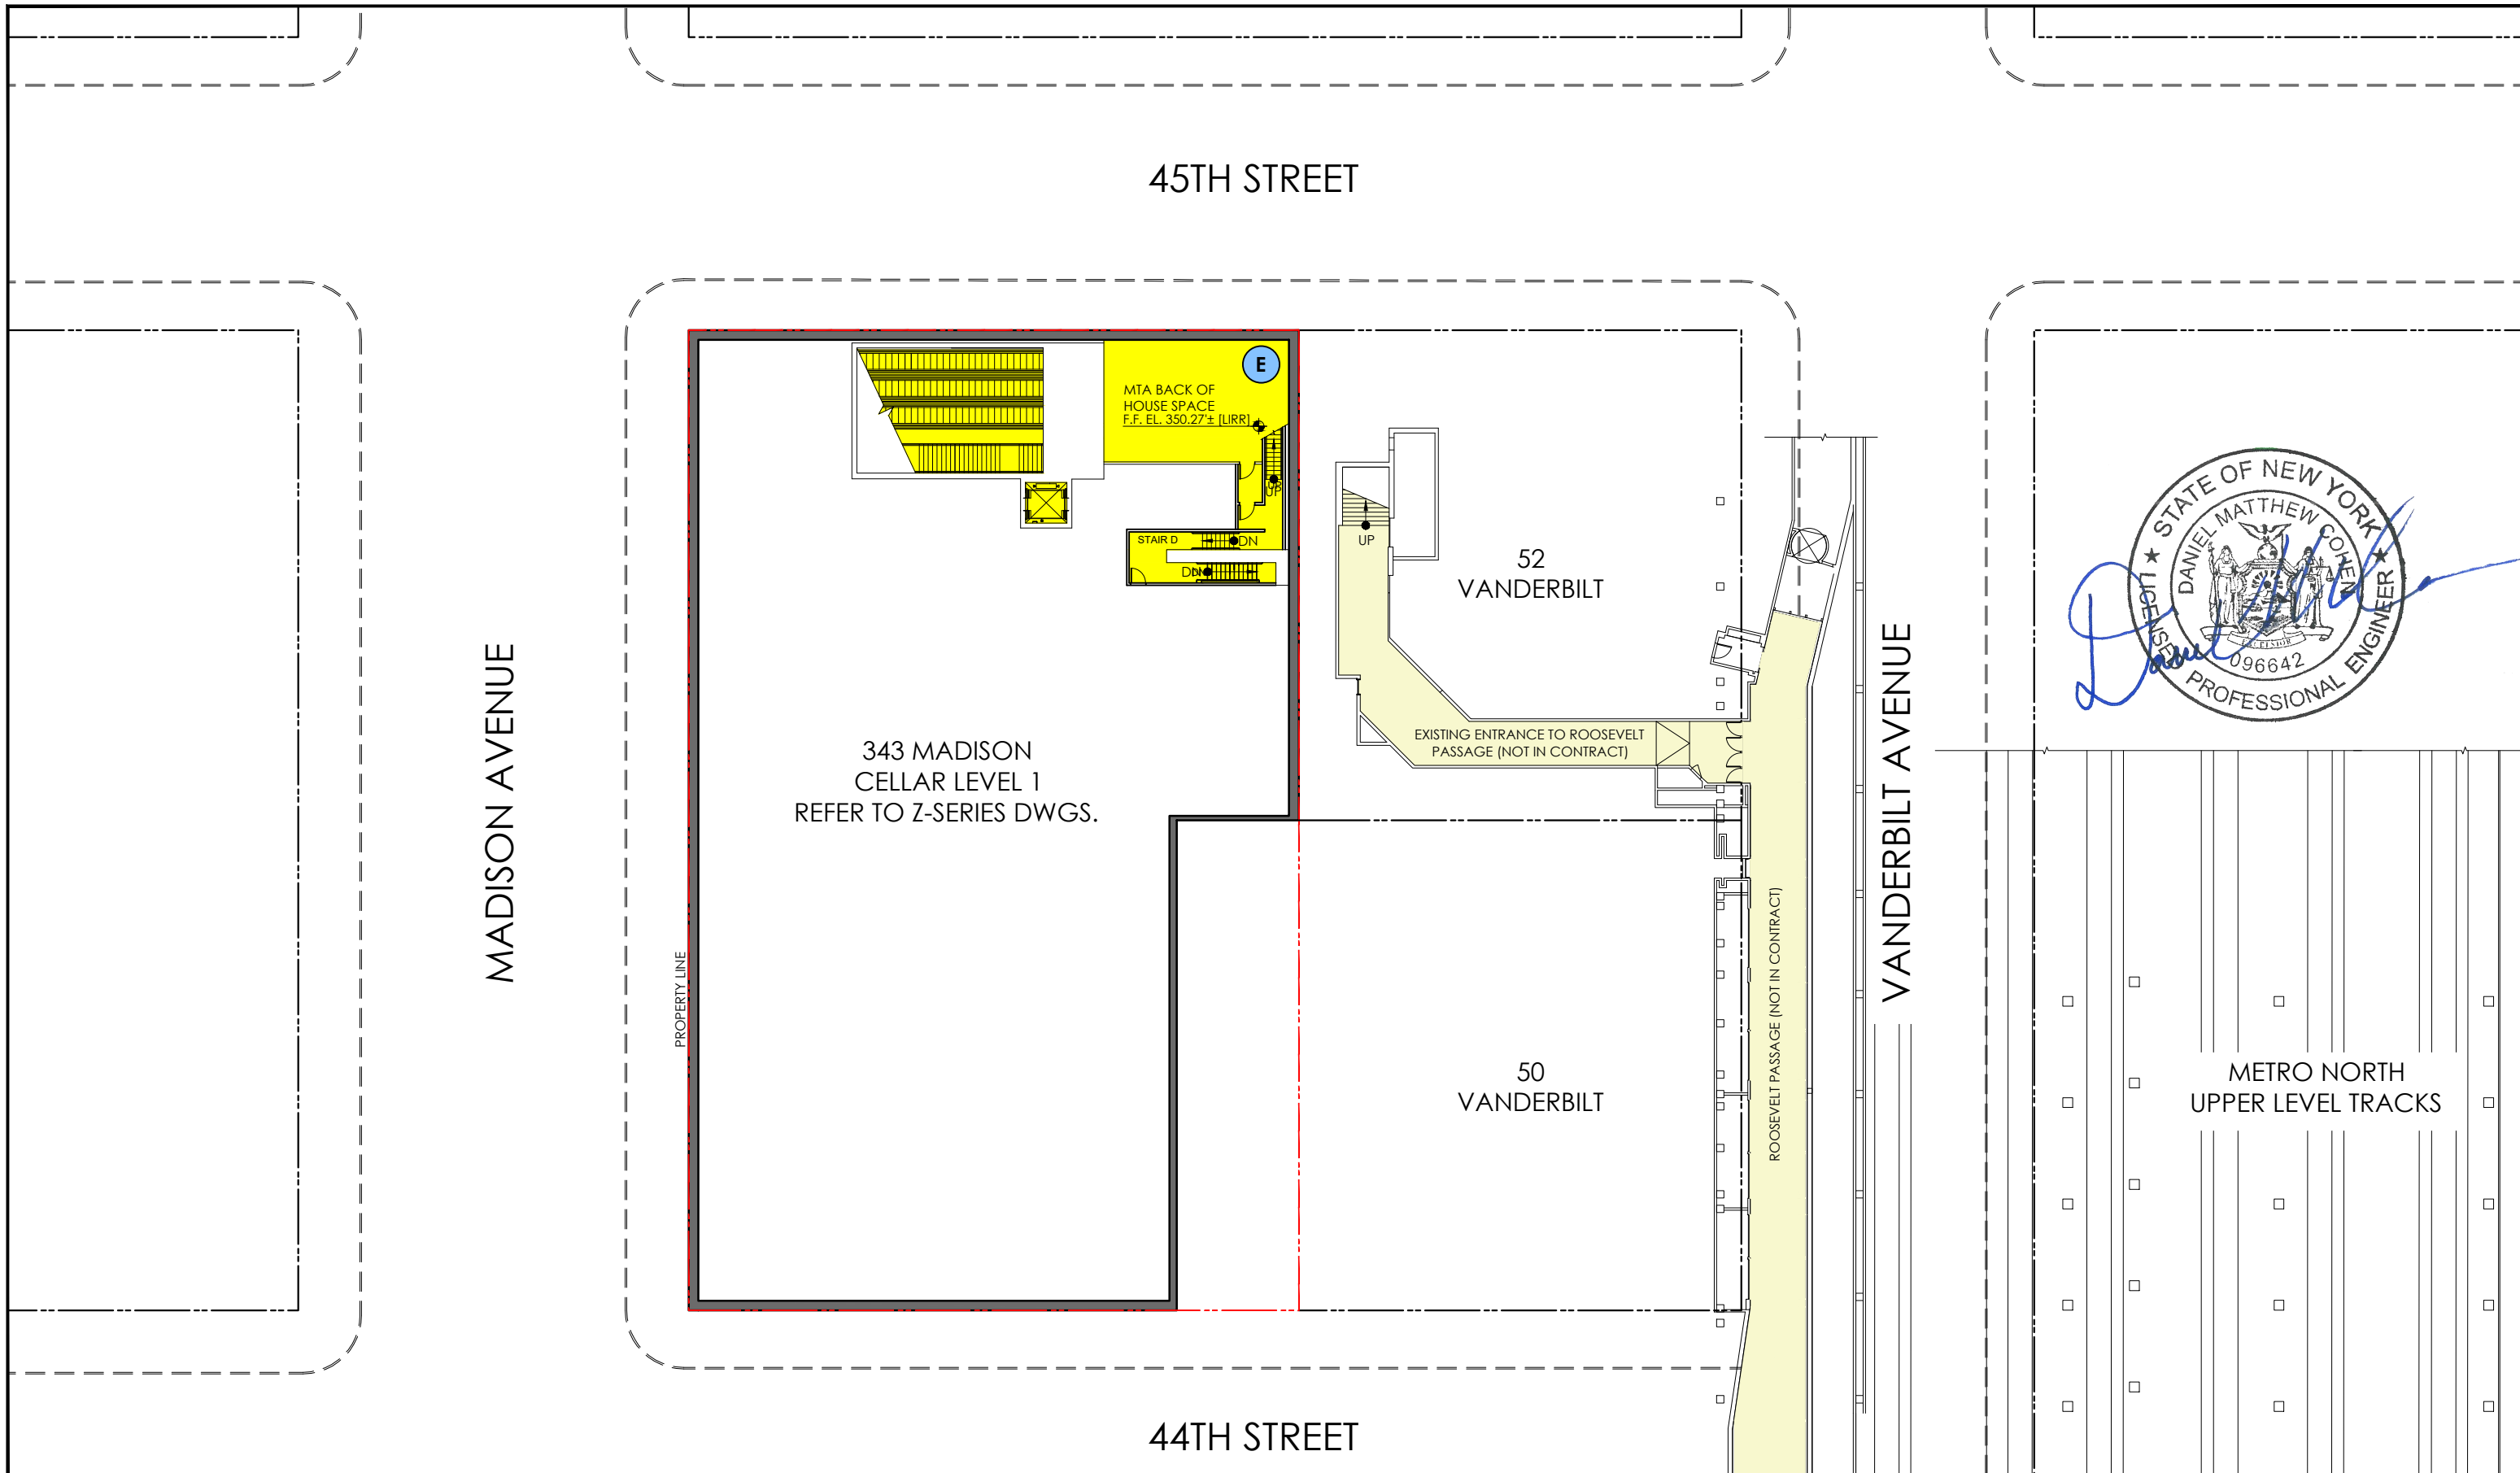 45TH STREET
E
MTA BACK OF
HOUSE SPACE
F.F. EL. 350.27'± [LIRR]
UP
STAIR D
DN
DN
UP
52
VANDERBILT
STATE OF NEW YORK
DANIEL MATTHEW COHEN
EXCELSIOR
096642
LICENSED PROFESSIONAL ENGINEER
MADISON AVENUE
VANDERBILT AVENUE
EXISTING ENTRANCE TO ROOSEVELT
PASSAGE (NOT IN CONTRACT)
343 MADISON
CELLAR LEVEL 1
REFER TO Z-SERIES DWGS.
PROPERTY LINE
ROOSEVELT PASSAGE (NOT IN CONTRACT)
50
VANDERBILT
METRO NORTH
UPPER LEVEL TRACKS
44TH STREET